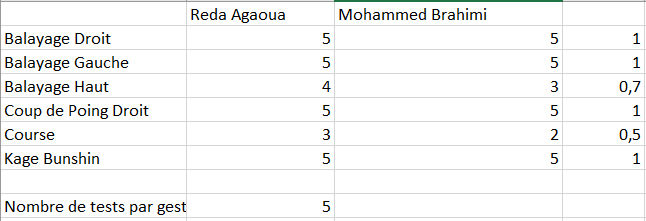 Reda Agaoua Mohammed Brahimi
Balayage Droit 5 5 1
Balayage Gauche 5 5 1
Balayage Haut 4 3 0,7
Coup de Poing Droit 5 5 1
Course 3 2 0,5
Kage Bunshin 5 5 1
Nombre de tests par gest 5